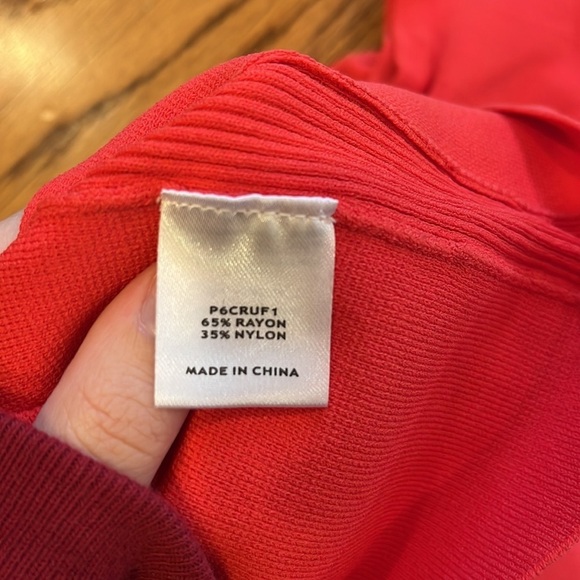 P6CRUF1
65% RAYON
35% NYLON
MADE IN CHINA